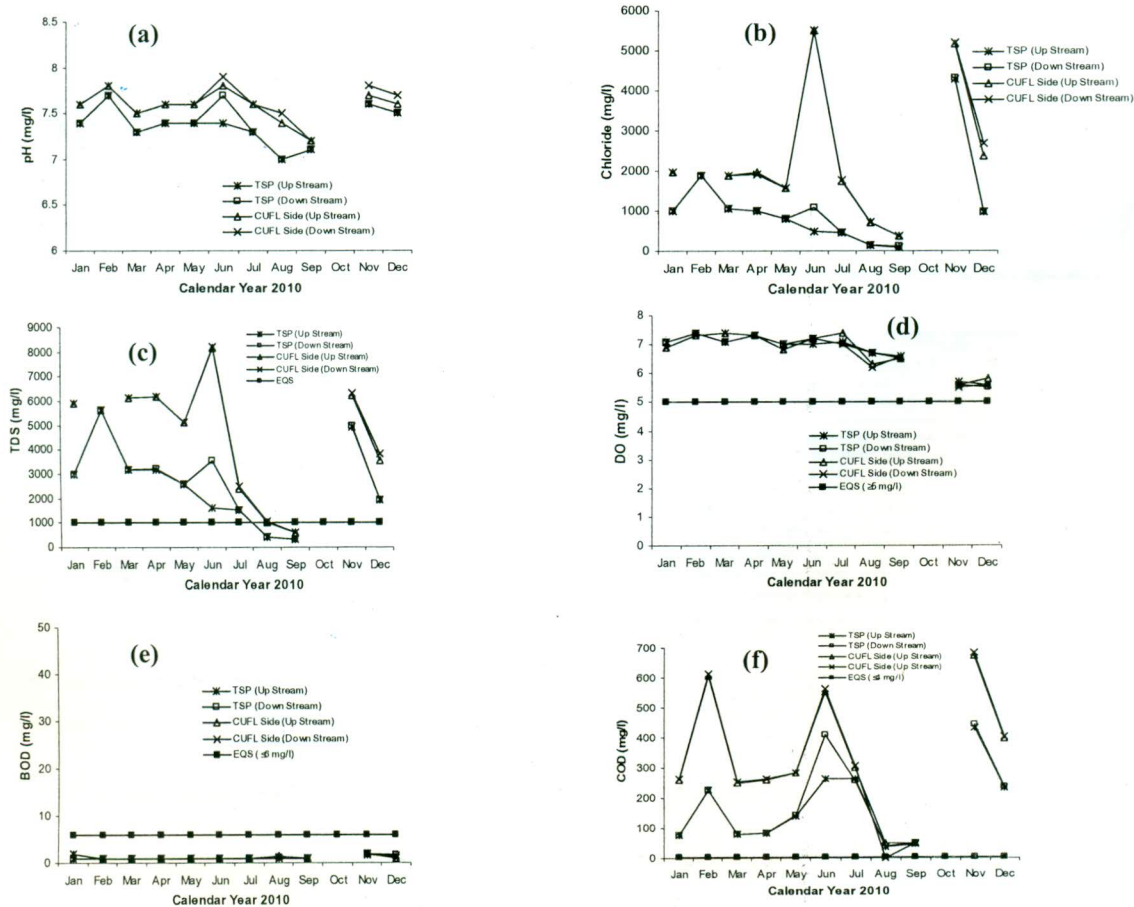 (a)
pH (mg/l)
8.5
8
7.5
7
6.5
6
TSP (Up Stream)
TSP (Down Stream)
CUFL Side (Up Stream)
CUFL Side (Down Stream)
Jan Feb Mar Apr May Jun Jul Aug Sep Oct Nov Dec
Calendar Year 2010
(b)
Chloride (mg/l)
6000
5000
4000
3000
2000
1000
0
TSP (Up Stream)
TSP (Down Stream)
CUFL Side (Up Stream)
CUFL Side (Down Stream)
Jan Feb Mar Apr May Jun Jul Aug Sep Oct Nov Dec
Calendar Year 2010
(c)
TDS (mg/l)
9000
8000
7000
6000
5000
4000
3000
2000
1000
0
TSP (Up Stream)
TSP (Down Stream)
CUFL Side (Up Stream)
CUFL Side (Down Stream)
EQS
Jan Feb Mar Apr May Jun Jul Aug Sep Oct Nov Dec
Calendar Year 2010
(d)
DO (mg/l)
8
7
6
5
4
3
2
1
0
TSP (Up Stream)
TSP (Down Stream)
CUFL Side (Up Stream)
CUFL Side (Down Stream)
EQS (≥5 mg/l)
Jan Feb Mar Apr May Jun Jul Aug Sep Oct Nov Dec
Calendar Year 2010
(e)
BOD (mg/l)
50
40
30
20
10
0
TSP (Up Stream)
TSP (Down Stream)
CUFL Side (Up Stream)
CUFL Side (Down Stream)
EQS (≤6 mg/l)
Jan Feb Mar Apr May Jun Jul Aug Sep Oct Nov Dec
Calendar Year 2010
(f)
COD (mg/l)
700
600
500
400
300
200
100
0
TSP (Up Stream)
TSP (Down Stream)
CUFL Side (Up Stream)
CUFL Side (Up Stream)
EQS (≤4 mg/l)
Jan Feb Mar Apr May Jun Jul Aug Sep Oct Nov Dec
Calendar Year 2010